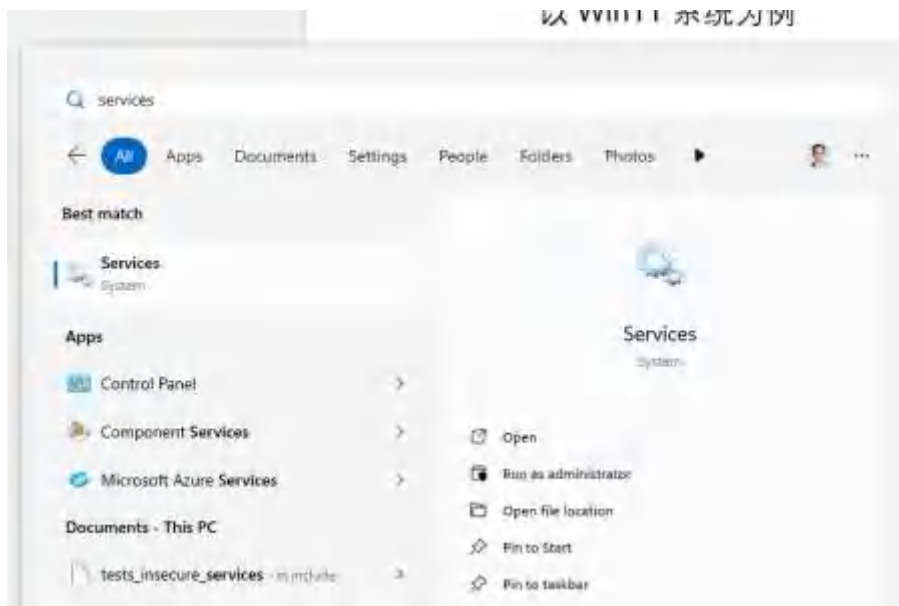 以 Win11 系统为例
services
All Apps Documents Settings People Folders Photos
Best match
Services
System
Apps
Control Panel
Component Services
Microsoft Azure Services
Documents - This PC
tests_insecure_services - in include
Services
System
Open
Run as administrator
Open file location
Pin to Start
Pin to taskbar